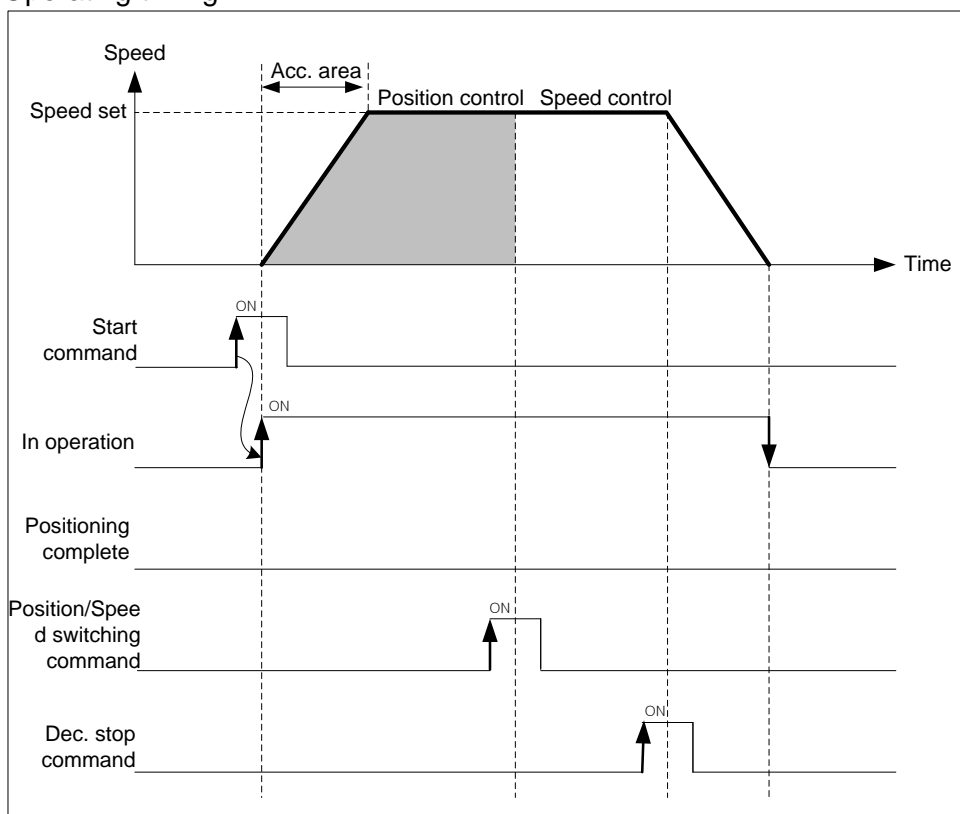 Speed
Acc. area
Speed set
Position control Speed control
Time
ON
Start
command
ON
In operation
Positioning
complete
ON
Position/Spee
d switching
command
ON
Dec. stop
command